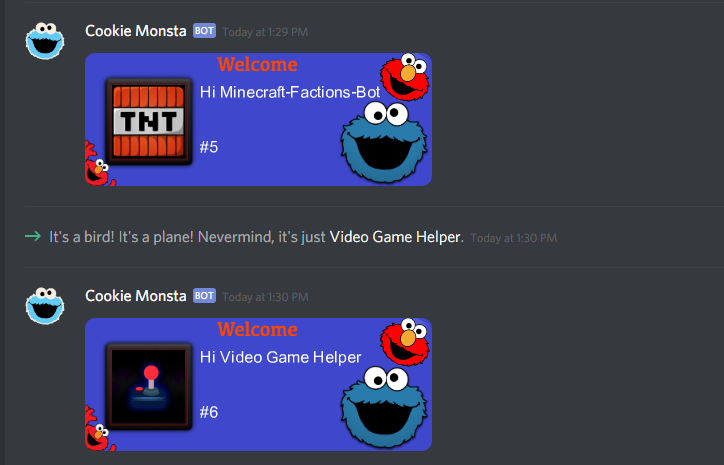 Cookie Monsta BOT Today at 1:29 PM
Welcome
Hi Minecraft-Factions-Bot
TNT
#5
It's a bird! It's a plane! Nevermind, it's just Video Game Helper. Today at 1:30 PM
Cookie Monsta BOT Today at 1:30 PM
Welcome
Hi Video Game Helper
#6